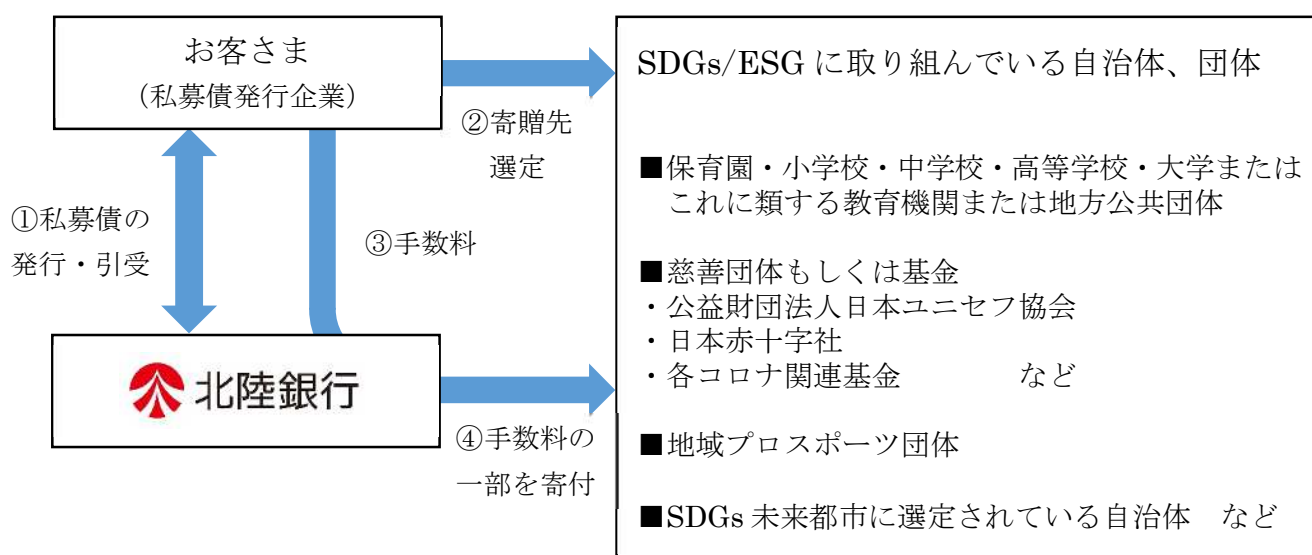 お客さま
（私募債発行企業）
②寄贈先
選定
①私募債の
発行・引受
③手数料
北陸銀行
④手数料の
一部を寄付
SDGs/ESG に取り組んでいる自治体、団体
■保育園・小学校・中学校・高等学校・大学または
これに類する教育機関または地方公共団体
■慈善団体もしくは基金
・公益財団法人日本ユニセフ協会
・日本赤十字社
・各コロナ関連基金　　　　など
■地域プロスポーツ団体
■SDGs 未来都市に選定されている自治体　など